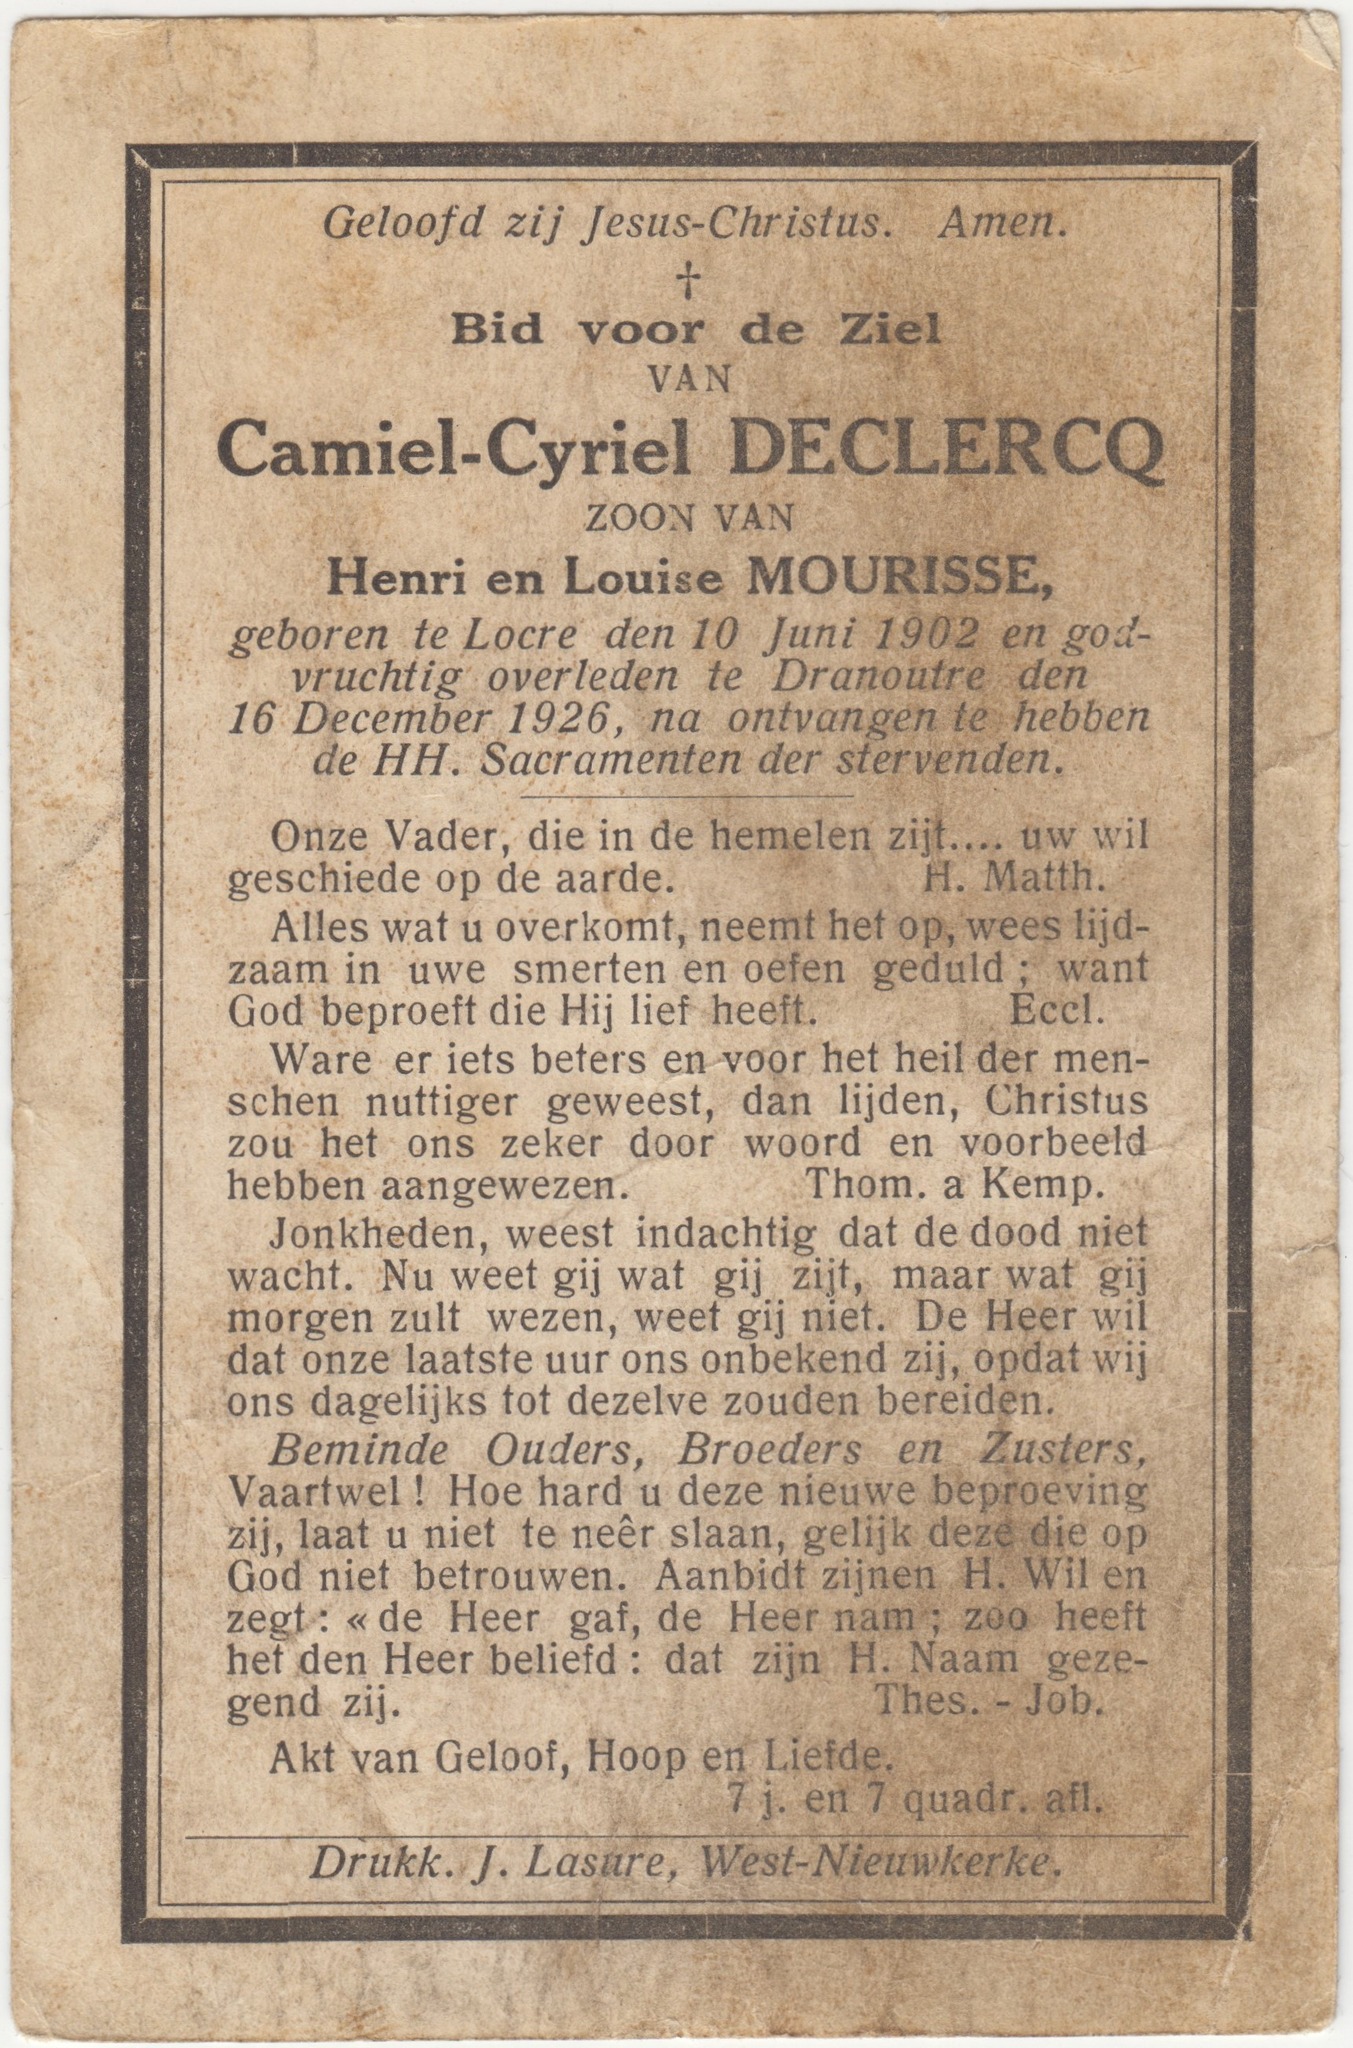 Geloofd zij Jesus-Christus. Amen.
†
Bid voor de Ziel
VAN
Camiel-Cyriel DECLERCQ
ZOON VAN
Henri en Louise MOURISSE,
geboren te Locre den 10 Juni 1902 en god-
vruchtig overleden te Dranoutre den
16 December 1926, na ontvangen te hebben
de HH. Sacramenten der stervenden.
Onze Vader, die in de hemelen zijt.... uw wil
geschiede op de aarde. H. Matth.
Alles wat u overkomt, neemt het op, wees lijd-
zaam in uwe smerten en oefen geduld ; want
God beproeft die Hij lief heeft. Eccl.
Ware er iets beters en voor het heil der men-
schen nuttiger geweest, dan lijden, Christus
zou het ons zeker door woord en voorbeeld
hebben aangewezen. Thom. a Kemp.
Jonkheden, weest indachtig dat de dood niet
wacht. Nu weet gij wat gij zijt, maar wat gij
morgen zult wezen, weet gij niet. De Heer wil
dat onze laatste uur ons onbekend zij, opdat wij
ons dagelijks tot dezelve zouden bereiden.
Beminde Ouders, Broeders en Zusters,
Vaartwel ! Hoe hard u deze nieuwe beproeving
zij, laat u niet te neêr slaan, gelijk deze die op
God niet betrouwen. Aanbidt zijnen H. Wil en
zegt : « de Heer gaf, de Heer nam ; zoo heeft
het den Heer beliefd : dat zijn H. Naam geze-
gend zij. Thes. - Job.
Akt van Geloof, Hoop en Liefde.
7 j. en 7 quadr. afl.
Drukk. J. Lasure, West-Nieuwkerke.